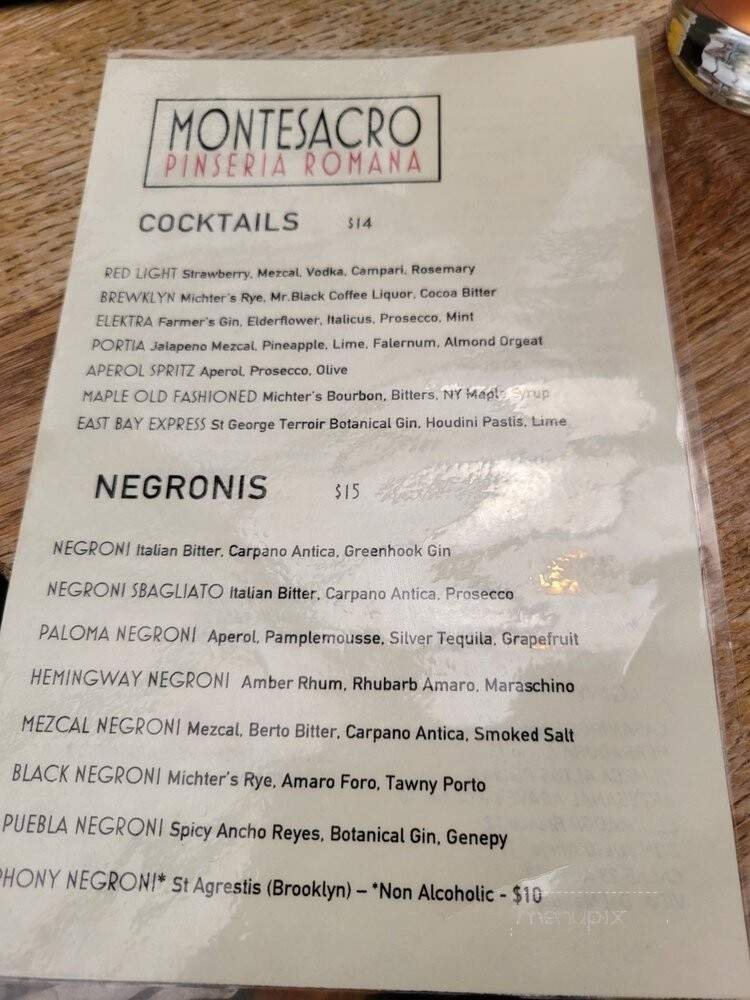 MONTESACRO
PINSERIA ROMANA
COCKTAILS $14
RED LIGHT Strawberry, Mezcal, Vodka, Campari, Rosemary
BREWKLYN Michter's Rye, Mr.Black Coffee Liquor, Cocoa Bitter
ELEKTRA Farmer's Gin, Elderflower, Italicus, Prosecco, Mint
PORTIA Jalapeno Mezcal, Pineapple, Lime, Falernum, Almond Orgeat
APEROL SPRITZ Aperol, Prosecco, Olive
MAPLE OLD FASHIONED Michter's Bourbon, Bitters, NY Maple Syrup
EAST BAY EXPRESS St George Terroir Botanical Gin, Houdini Pastis, Lime
NEGRONIS $15
NEGRONI Italian Bitter, Carpano Antica, Greenhook Gin
NEGRONI SBAGLIATO Italian Bitter, Carpano Antica, Prosecco
PALOMA NEGRONI Aperol, Pamplemousse, Silver Tequila, Grapefruit
HEMINGWAY NEGRONI Amber Rhum, Rhubarb Amaro, Maraschino
MEZCAL NEGRONI Mezcal, Berto Bitter, Carpano Antica, Smoked Salt
BLACK NEGRONI Michter's Rye, Amaro Foro, Tawny Porto
PUEBLA NEGRONI Spicy Ancho Reyes, Botanical Gin, Genepy
PHONY NEGRONI* St Agrestis (Brooklyn) – *Non Alcoholic - $10
menupix